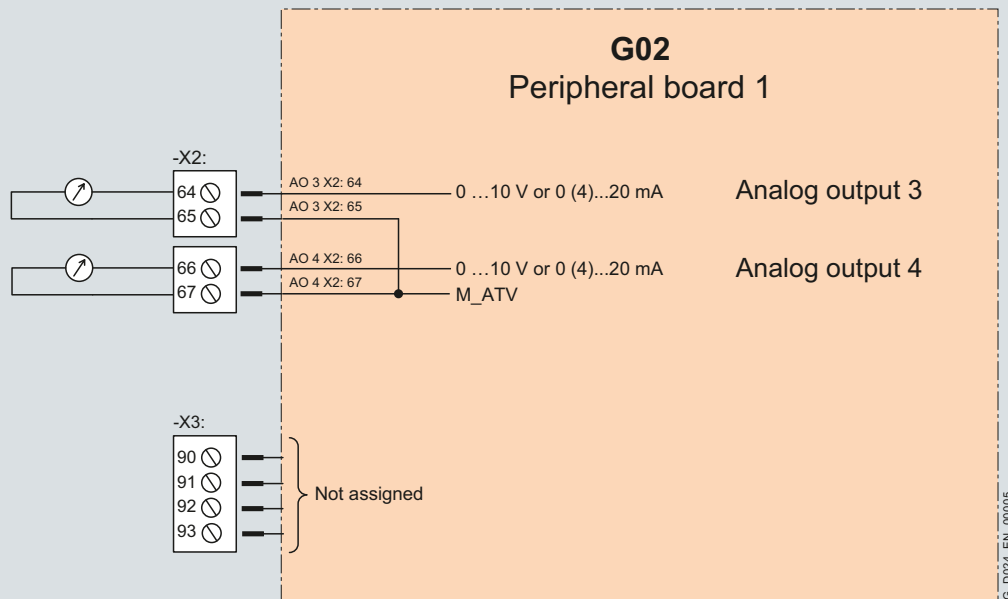 G02
Peripheral board 1
-X2:
64
AO 3 X2: 64
0 …10 V or 0 (4)...20 mA
Analog output 3
65
AO 3 X2: 65
66
AO 4 X2: 66
0 …10 V or 0 (4)...20 mA
Analog output 4
67
AO 4 X2: 67
M_ATV
-X3:
90
91
92
93
Not assigned